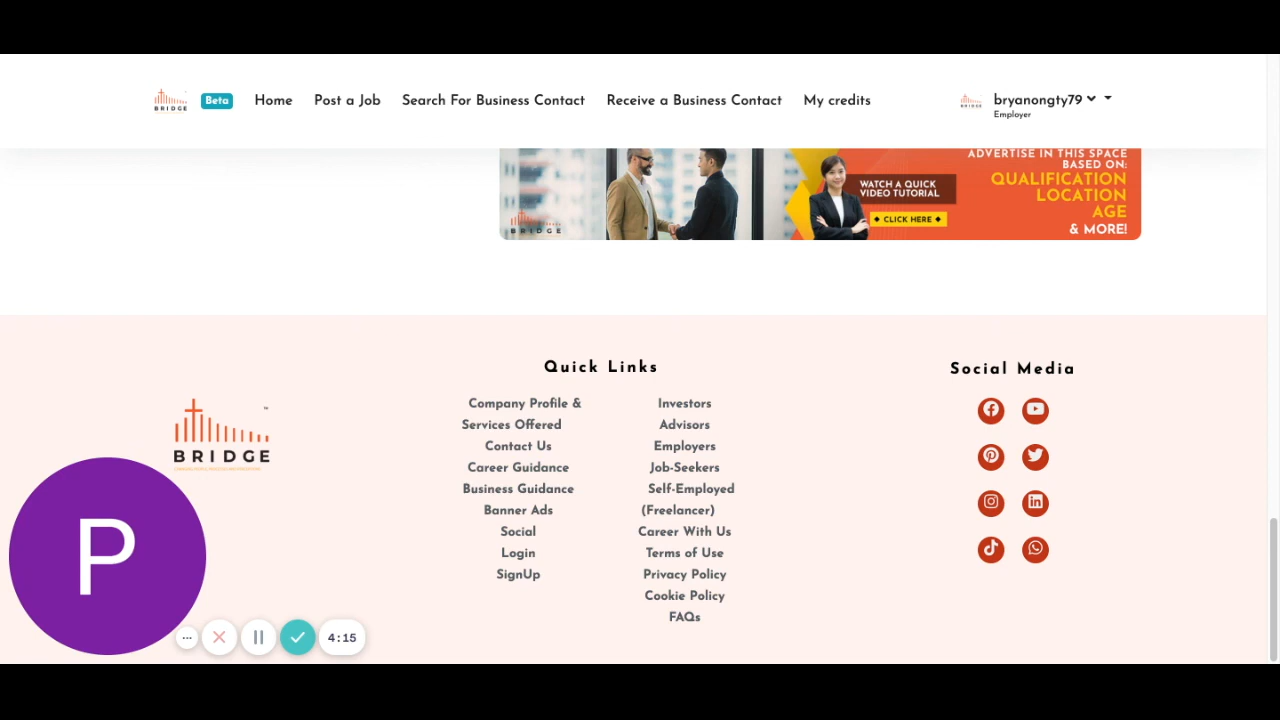 BRIDGE
Beta
Home
Post a Job
Search For Business Contact
Receive a Business Contact
My credits
bryanongty79
Employer
ADVERTISE IN THIS SPACE
BASED ON:
QUALIFICATION
LOCATION
AGE
& MORE!
WATCH A QUICK
VIDEO TUTORIAL
CLICK HERE
BRIDGE
Quick Links
Social Media
Company Profile &
Services Offered
Contact Us
Career Guidance
Business Guidance
Banner Ads
Social
Login
SignUp
Investors
Advisors
Employers
Job-Seekers
Self-Employed
(Freelancer)
Career With Us
Terms of Use
Privacy Policy
Cookie Policy
FAQs
BRIDGE
P
4:15